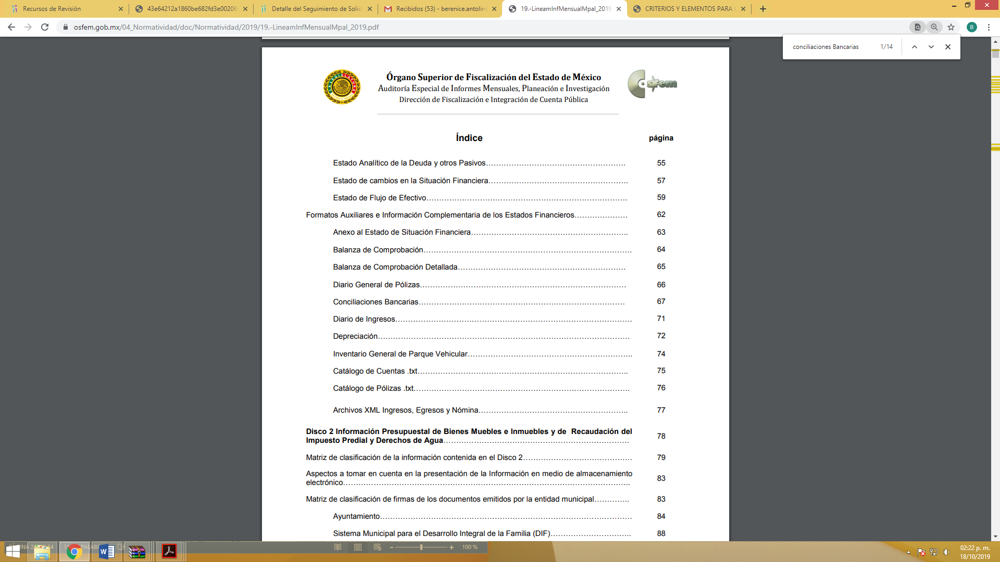 Recursos de Revisión
43e64212a1860be682fd3e00206
Detalle del Seguimiento de Solic
Recibidos (53) - berenice.antolin
19.-LineamInfMensualMpal_2019
CRITERIOS Y ELEMENTOS PARA
osfem.gob.mx/04_Normatividad/doc/Normatividad/2019/19.-LineamInfMensualMpal_2019.pdf
B
conciliaciones Bancarias 1/14
Órgano Superior de Fiscalización del Estado de México
Auditoría Especial de Informes Mensuales, Planeación e Investigación
Dirección de Fiscalización e Integración de Cuenta Pública
LIX LEGISLATURA
osfem
Índice página
Estado Analítico de la Deuda y otros Pasivos………………………………………………. 55
Estado de cambios en la Situación Financiera………………………………………………. 57
Estado de Flujo de Efectivo……………………………………………………………………. 59
Formatos Auxiliares e Información Complementaria de los Estados Financieros………………… 62
Anexo al Estado de Situación Financiera…………………………………………………….. 63
Balanza de Comprobación………………………………………………………………………. 64
Balanza de Comprobación Detallada………………………………………………………… 65
Diario General de Pólizas……………………………………………………………………… 66
Conciliaciones Bancarias……………………………………………………………………… 67
Diario de Ingresos………………………………………………………………………………… 71
Depreciación……………………………………………………………………………………… 72
Inventario General de Parque Vehicular……………………………………………………….. 74
Catálogo de Cuentas .txt……………………………………………………………………….. 75
Catálogo de Pólizas .txt…………………………………………………………………………. 76
Archivos XML Ingresos, Egresos y Nómina………………………………………………….. 77
Disco 2 Información Presupuestal de Bienes Muebles e Inmuebles y de Recaudación del
Impuesto Predial y Derechos de Agua………………………………………………………………. 78
Matriz de clasificación de la información contenida en el Disco 2…………………………………… 79
Aspectos a tomar en cuenta en la presentación de la Información en medio de almacenamiento
electrónico………………………………………………………………………………………………….. 83
Matriz de clasificación de firmas de los documentos emitidos por la entidad municipal………….. 83
Ayuntamiento……………………………………………………………………………………… 84
Sistema Municipal para el Desarrollo Integral de la Familia (DIF)………………………….. 88
100 %
02:22 p. m.
18/10/2019